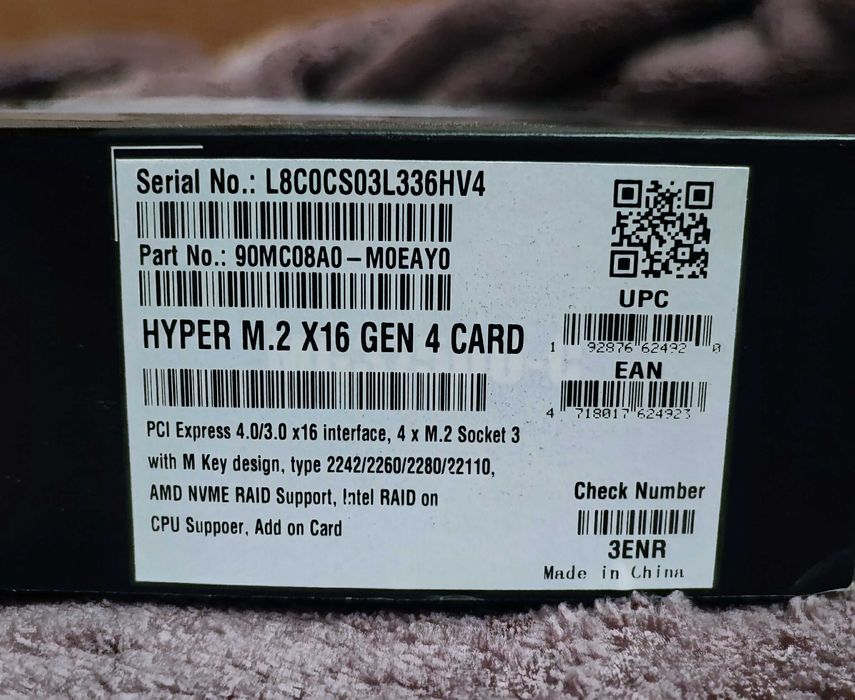 Serial No.: L8C0CS03L336HV4
Part No.: 90MC08A0-M0EAY0
HYPER M.2 X16 GEN 4 CARD
PCI Express 4.0/3.0 x16 interface, 4 x M.2 Socket 3
with M Key design, type 2242/2260/2280/22110,
AMD NVME RAID Support, Intel RAID on
CPU Suppoer, Add on Card
UPC
1 92876 62492 0
EAN
4 718017 624923
Check Number
3ENR
Made in China